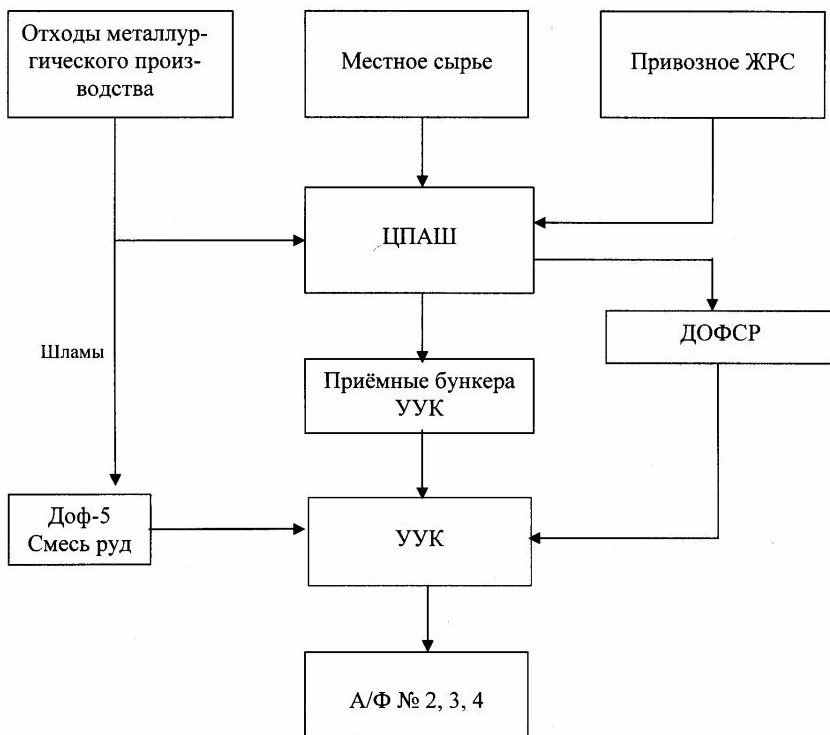 Отходы металлур-
гического произ-
водства
Местное сырье
Привозное ЖРС
ЦПАШ
ДОФСР
Шламы
Приёмные бункера
УУК
Доф-5
Смесь руд
УУК
А/Ф № 2, 3, 4